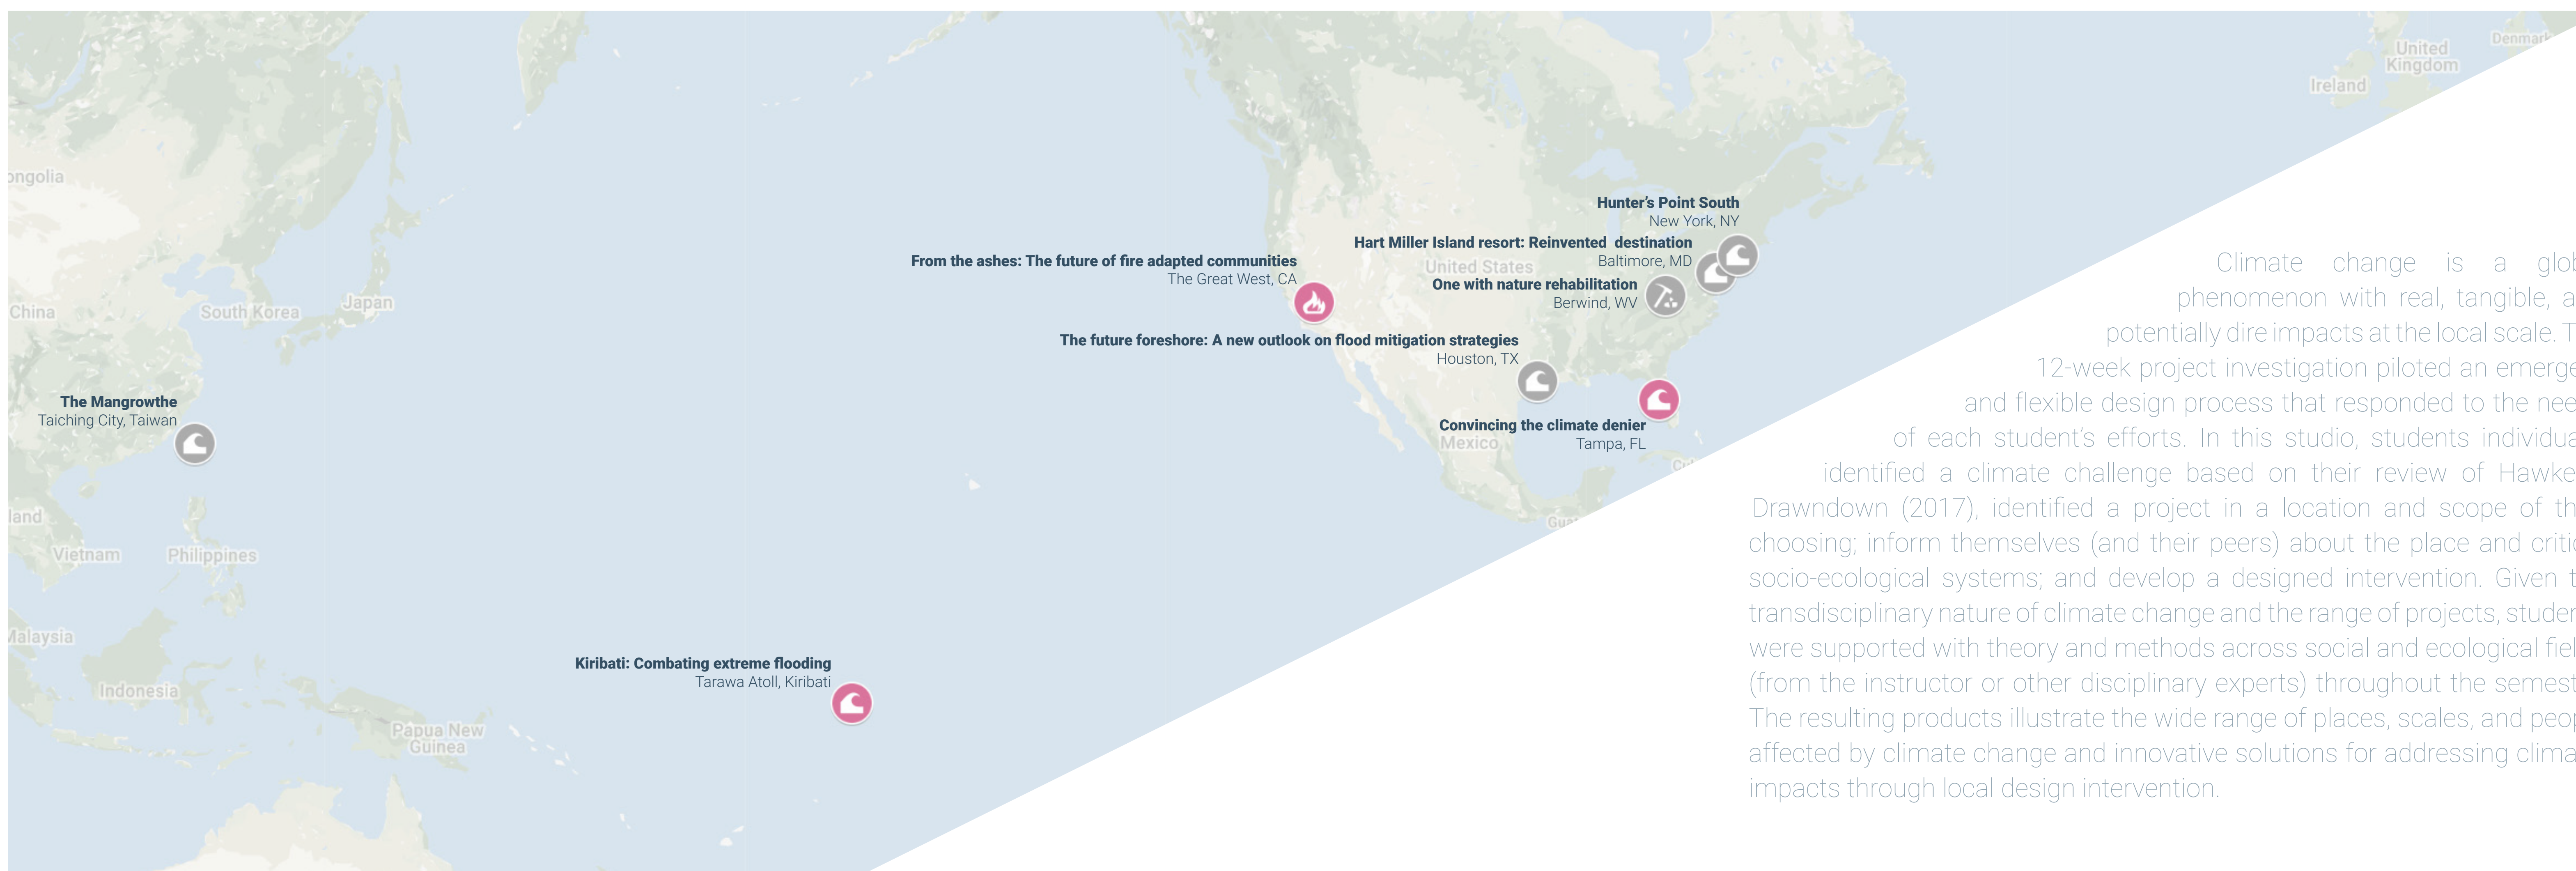 United
Kingdom
Denmark
Ireland
ongolia
China
South Korea
Japan
Hunter's Point South
New York, NY
Hart Miller Island resort: Reinvented destination
Baltimore, MD
United States
From the ashes: The future of fire adapted communities
The Great West, CA
One with nature rehabilitation
Berwind, WV
The future foreshore: A new outlook on flood mitigation strategies
Houston, TX
The Mangrowthe
Taiching City, Taiwan
Convincing the climate denier
Tampa, FL
Mexico
Cu
Gua
land
Vietnam
Philippines
Malaysia
Indonesia
Papua New
Guinea
Kiribati: Combating extreme flooding
Tarawa Atoll, Kiribati
Climate change is a glob
phenomenon with real, tangible, a
potentially dire impacts at the local scale. T
12-week project investigation piloted an emerge
and flexible design process that responded to the nee
of each student's efforts. In this studio, students individua
identified a climate challenge based on their review of Hawke
Drawndown (2017), identified a project in a location and scope of th
choosing; inform themselves (and their peers) about the place and critic
socio-ecological systems; and develop a designed intervention. Given t
transdisciplinary nature of climate change and the range of projects, studen
were supported with theory and methods across social and ecological fiel
(from the instructor or other disciplinary experts) throughout the semest
The resulting products illustrate the wide range of places, scales, and peop
affected by climate change and innovative solutions for addressing clima
impacts through local design intervention.